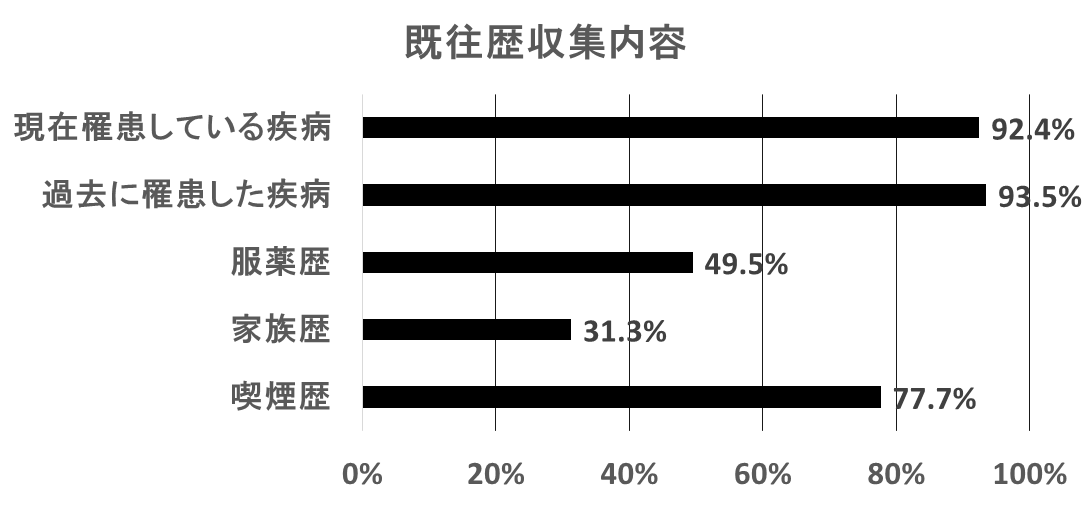 既往歴収集内容
現在罹患している疾病
92.4%
過去に罹患した疾病
93.5%
服薬歴
49.5%
家族歴
31.3%
喫煙歴
77.7%
0% 20% 40% 60% 80% 100%